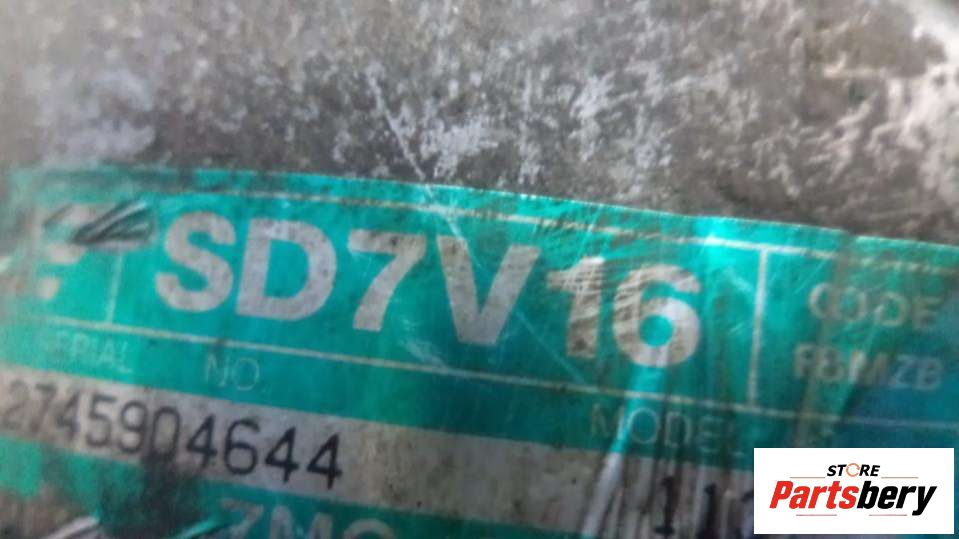 SD7V16
CODE
SERIAL NO.
MODEL
2745904644
STORE
Partsbery